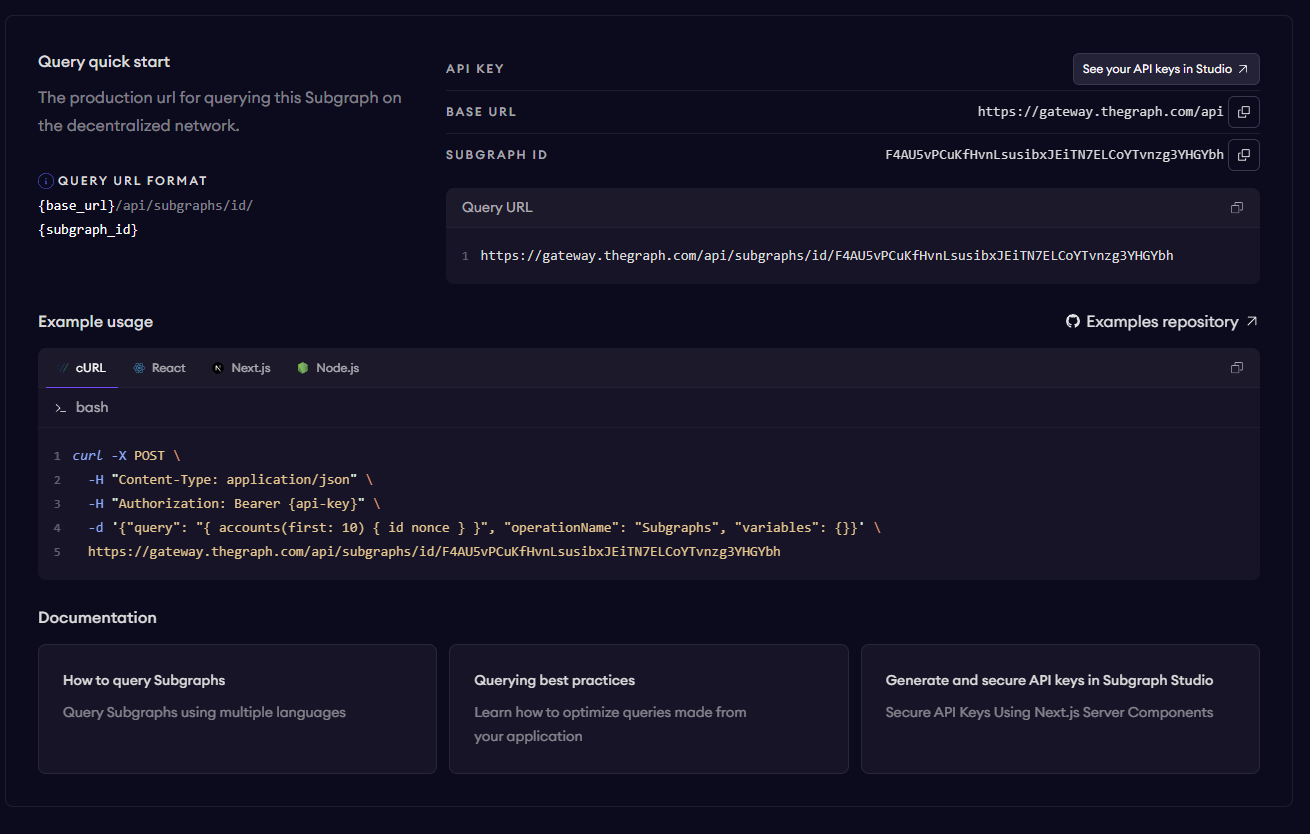 Query quick start
The production url for querying this Subgraph on
the decentralized network.
QUERY URL FORMAT
{base_url}/api/subgraphs/id/
{subgraph_id}
API KEY
See your API keys in Studio ↗
BASE URL
https://gateway.thegraph.com/api
SUBGRAPH ID
F4AU5vPCuKfHvnLsusibxJEiTN7ELCoYTvnzg3YHGYbh
Query URL
1 https://gateway.thegraph.com/api/subgraphs/id/F4AU5vPCuKfHvnLsusibxJEiTN7ELCoYTvnzg3YHGYbh
Example usage
Examples repository ↗
cURL React Next.js Node.js
>_ bash
1 curl -X POST \
2 -H "Content-Type: application/json" \
3 -H "Authorization: Bearer {api-key}" \
4 -d '{"query": "{ accounts(first: 10) { id nonce } }", "operationName": "Subgraphs", "variables": {}}' \
5 https://gateway.thegraph.com/api/subgraphs/id/F4AU5vPCuKfHvnLsusibxJEiTN7ELCoYTvnzg3YHGYbh
Documentation
How to query Subgraphs
Query Subgraphs using multiple languages
Querying best practices
Learn how to optimize queries made from
your application
Generate and secure API keys in Subgraph Studio
Secure API Keys Using Next.js Server Components